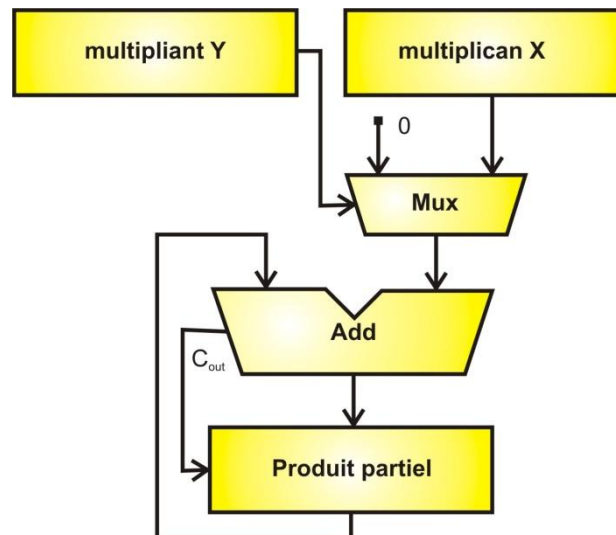 multipliant Y
multiplican X
0
Mux
Add
Cout
Produit partiel